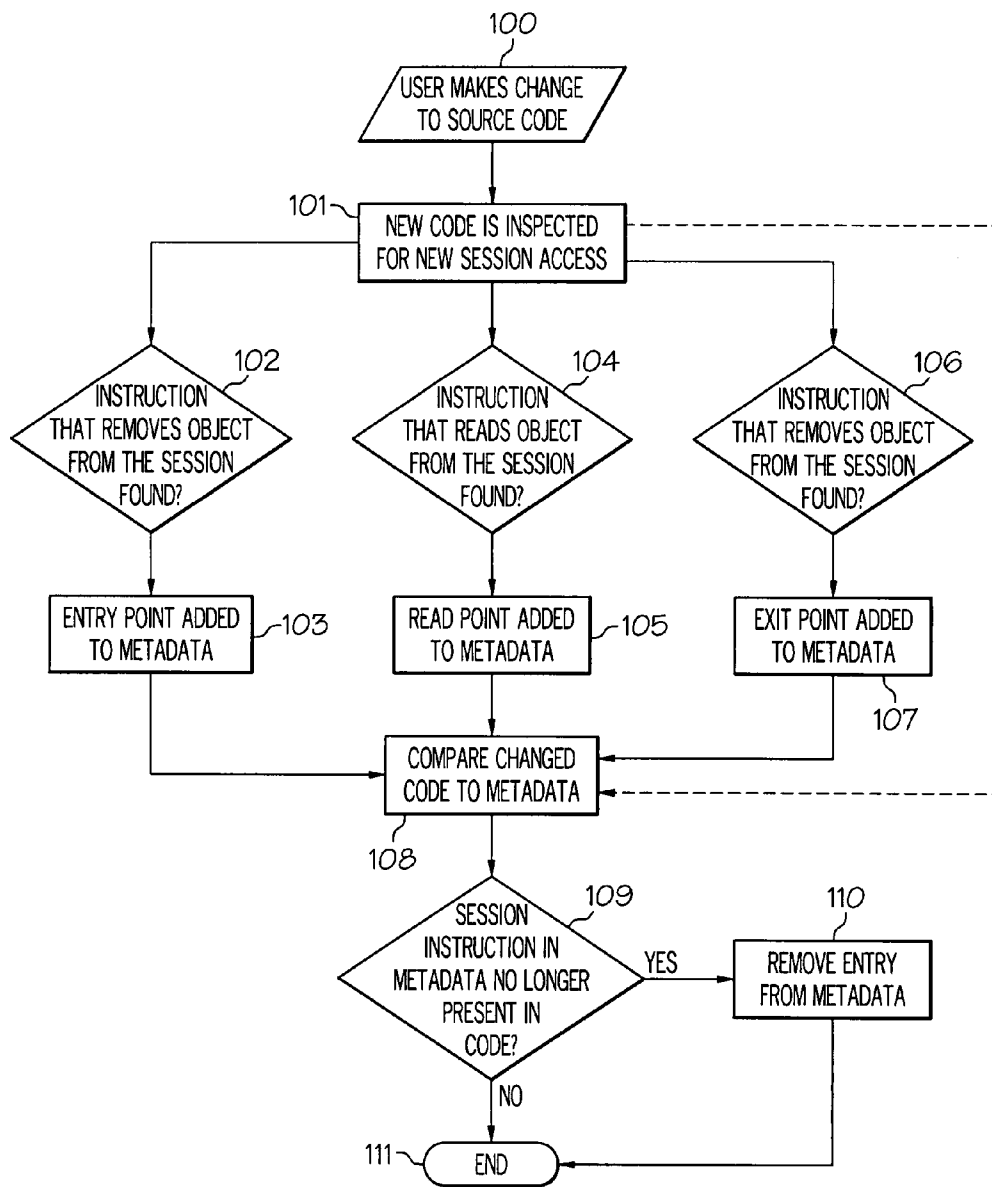 100
USER MAKES CHANGE
TO SOURCE CODE
101
NEW CODE IS INSPECTED
FOR NEW SESSION ACCESS
102
INSTRUCTION
THAT REMOVES OBJECT
FROM THE SESSION
FOUND?
104
INSTRUCTION
THAT READS OBJECT
FROM THE SESSION
FOUND?
106
INSTRUCTION
THAT REMOVES OBJECT
FROM THE SESSION
FOUND?
ENTRY POINT ADDED
TO METADATA
103
READ POINT ADDED
TO METADATA
105
EXIT POINT ADDED
TO METADATA
107
COMPARE CHANGED
CODE TO METADATA
108
SESSION
INSTRUCTION IN
METADATA NO LONGER
PRESENT IN
CODE?
109
YES
110
REMOVE ENTRY
FROM METADATA
NO
111
END